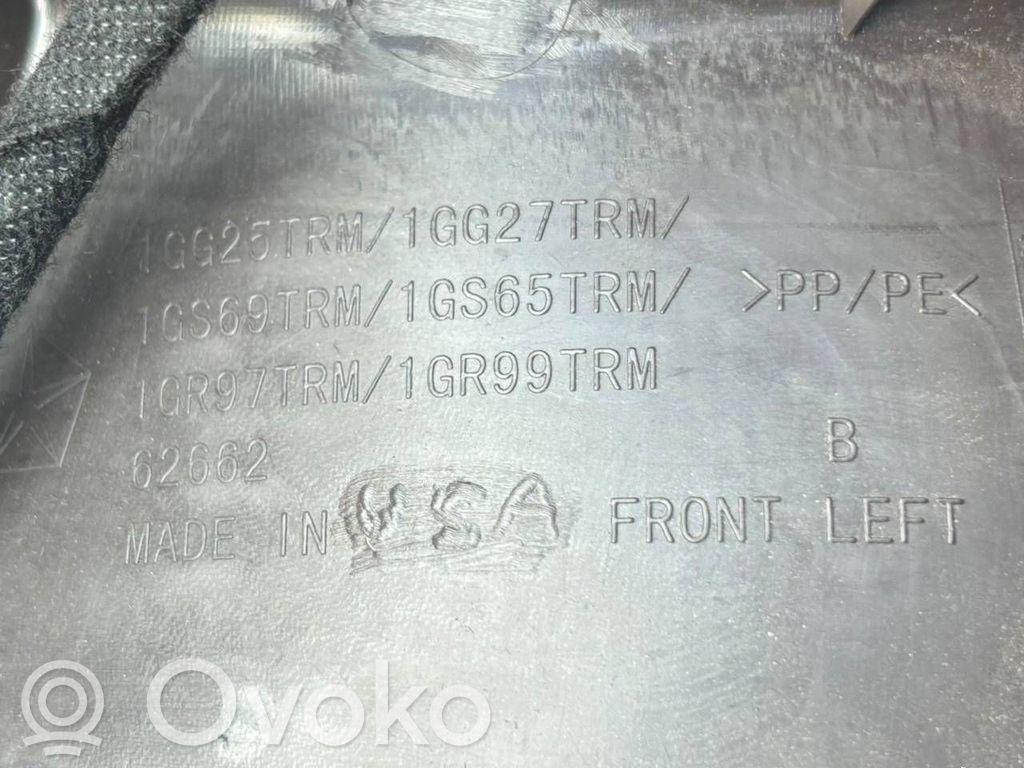 1GG25TRM/1GG27TRM/
1GS69TRM/1GS65TRM/ >PP/PE<
1GR97TRM/1GR99TRM
62662 B
MADE IN USA FRONT LEFT
Ovoko